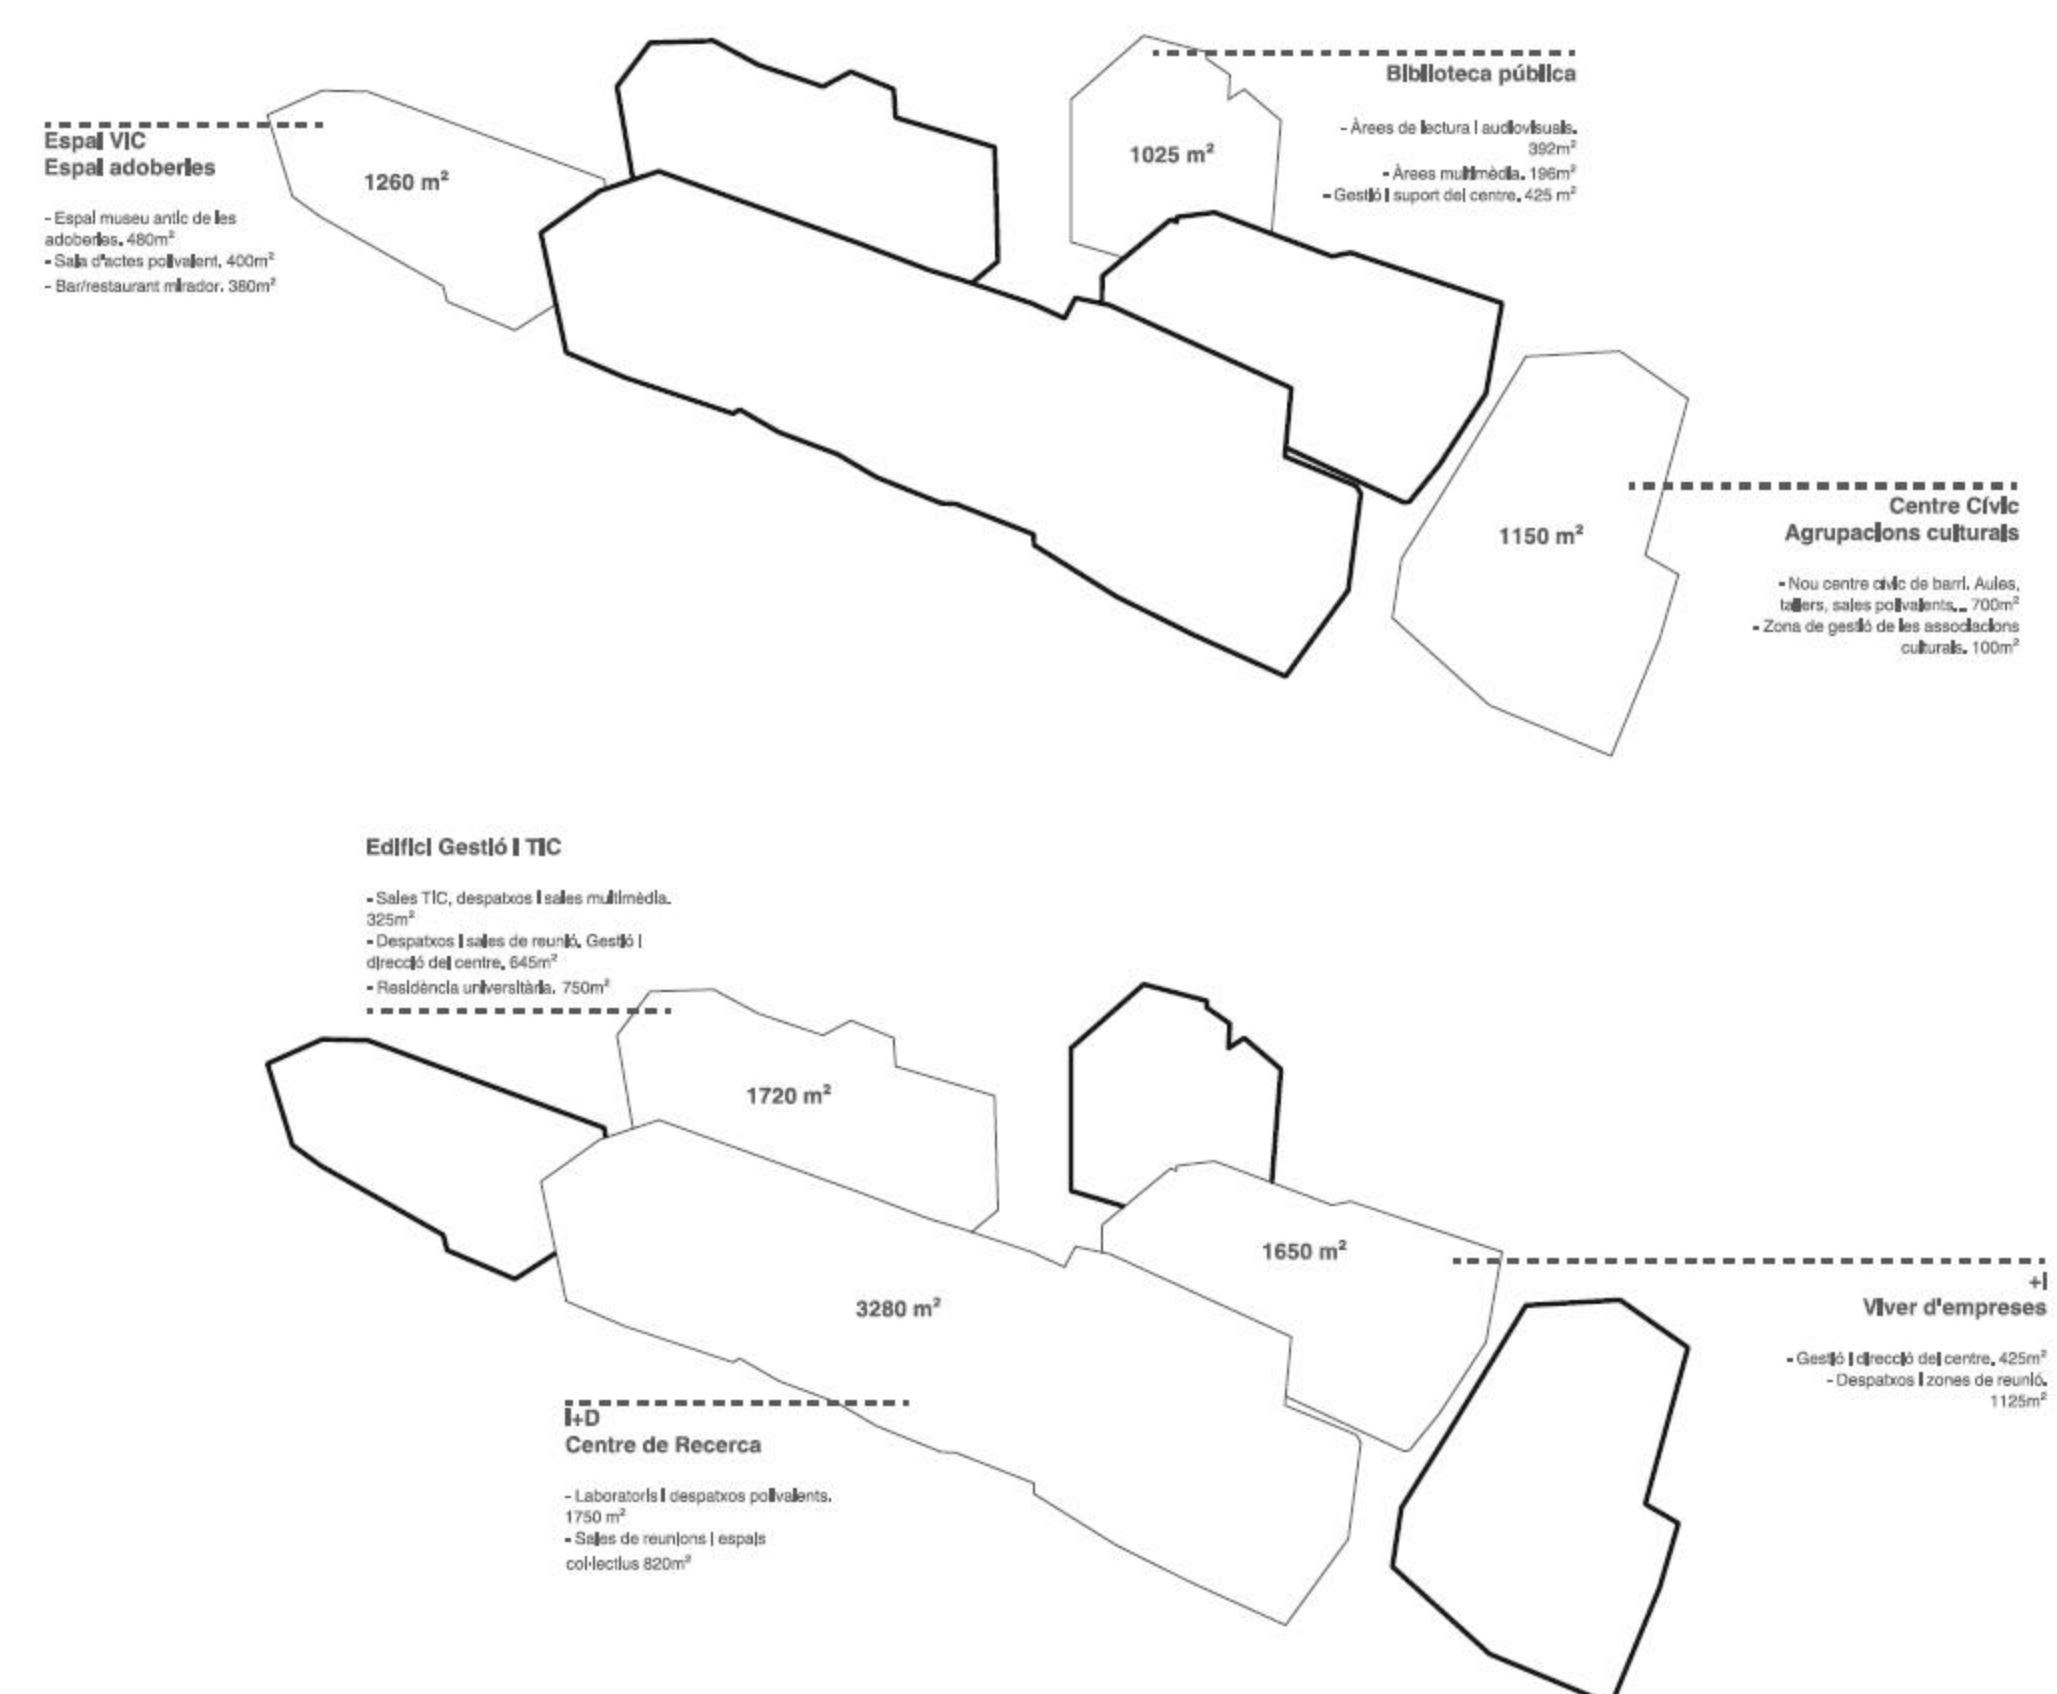 Espai VIC
Espai adoberies
- Espai museu antic de les
adoberies. 480m²
- Sala d'actes polivalent. 400m²
- Bar/restaurant mirador. 380m²
1260 m²
Biblioteca pública
- Àrees de lectura i audiovisuals.
392m²
- Àrees multimèdia. 196m²
- Gestió i suport del centre. 425 m²
1025 m²
Centre Cívic
Agrupacions culturals
- Nou centre cívic de barri. Aules,
tallers, sales polivalents... 700m²
- Zona de gestió de les associacions
culturals. 100m²
1150 m²
Edifici Gestió i TIC
- Sales TIC, despatxos i sales multimèdia.
325m²
- Despatxos i sales de reunió. Gestió i
direcció del centre. 645m²
- Residència universitària. 750m²
1720 m²
1650 m²
+I
Viver d'empreses
- Gestió i direcció del centre. 425m²
- Despatxos i zones de reunió.
1125m²
3280 m²
I+D
Centre de Recerca
- Laboratoris i despatxos polivalents.
1750 m²
- Sales de reunions i espais
col·lectius 820m²